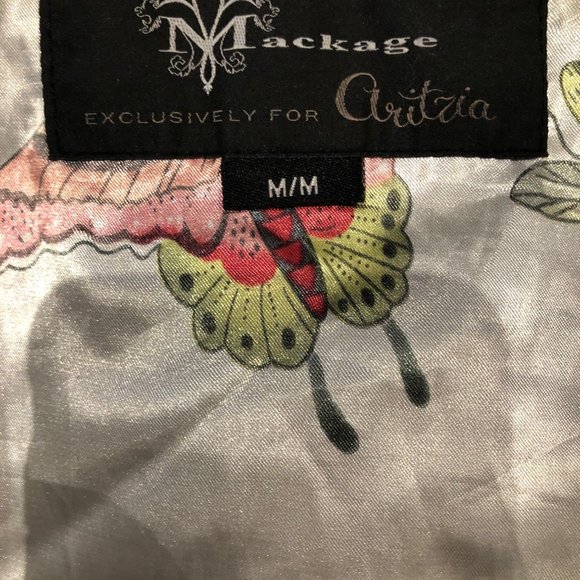 Mackage
EXCLUSIVELY FOR Aritzia
M/M